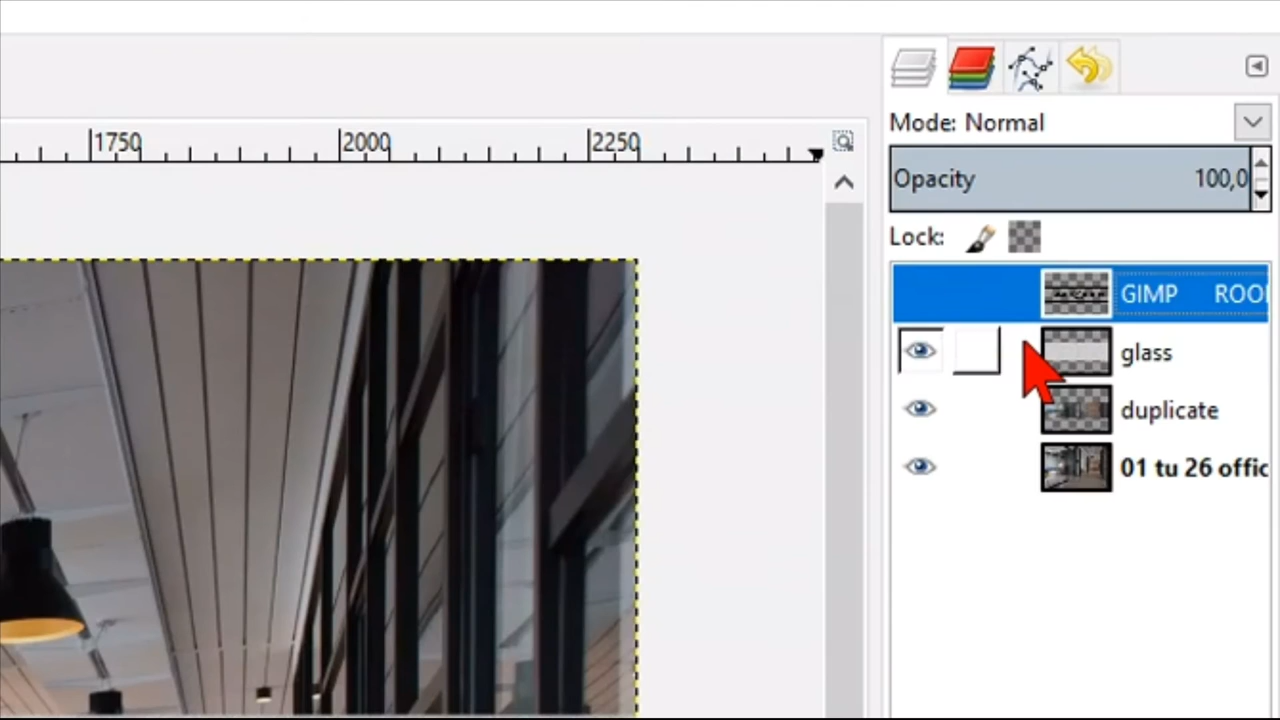 Mode: Normal
1750 2000 2250
Opacity 100,0
Lock:
GIMP ROO
glass
duplicate
01 tu 26 offic